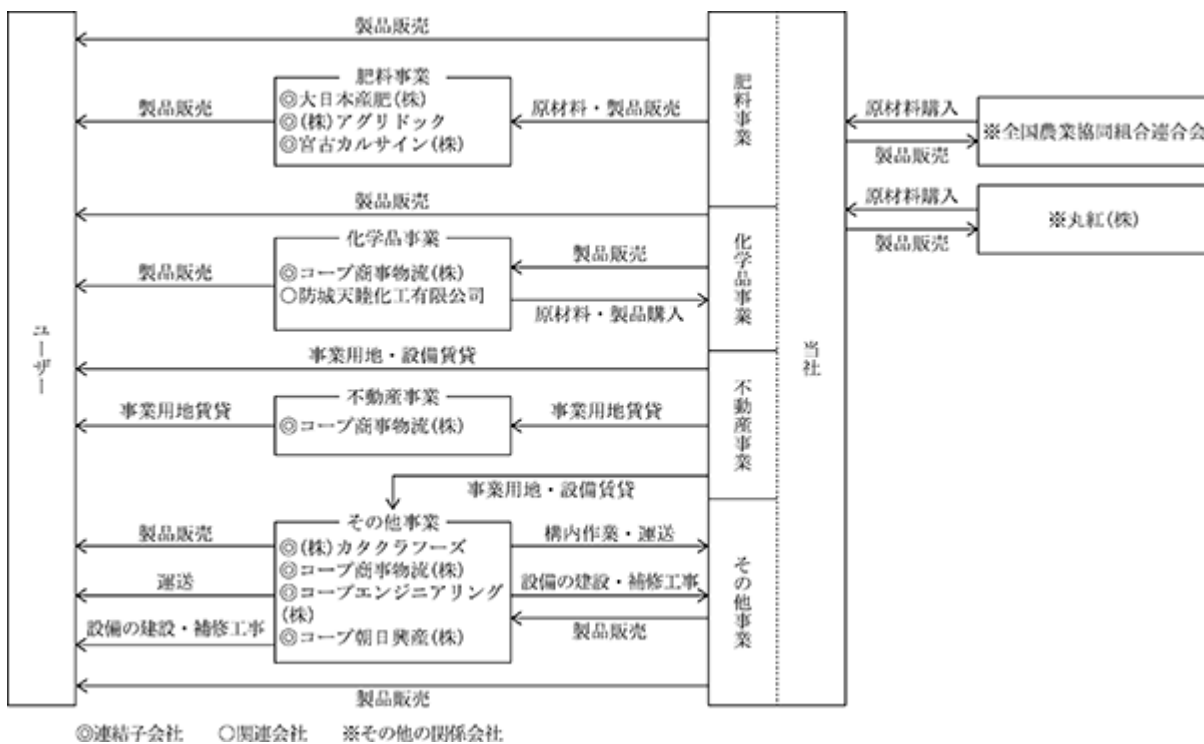 製品販売
肥料事業
◎大日本産肥(株)
◎(株)アグリドック
◎宮古カルサイン(株)
製品販売
原材料・製品販売
肥料事業
原材料購入
製品販売
※全国農業協同組合連合会
原材料購入
製品販売
※丸紅(株)
製品販売
化学品事業
◎コープ商事物流(株)
○防城天睦化工有限公司
製品販売
製品販売
原材料・製品購入
化学品事業
ユーザー
当社
事業用地・設備賃貸
不動産事業
◎コープ商事物流(株)
事業用地賃貸
事業用地賃貸
不動産事業
事業用地・設備賃貸
その他事業
◎(株)カタクラフーズ
◎コープ商事物流(株)
◎コープエンジニアリング
(株)
◎コープ朝日興産(株)
製品販売
運送
設備の建設・補修工事
構内作業・運送
設備の建設・補修工事
製品販売
その他事業
製品販売
◎連結子会社 ○関連会社 ※その他の関係会社